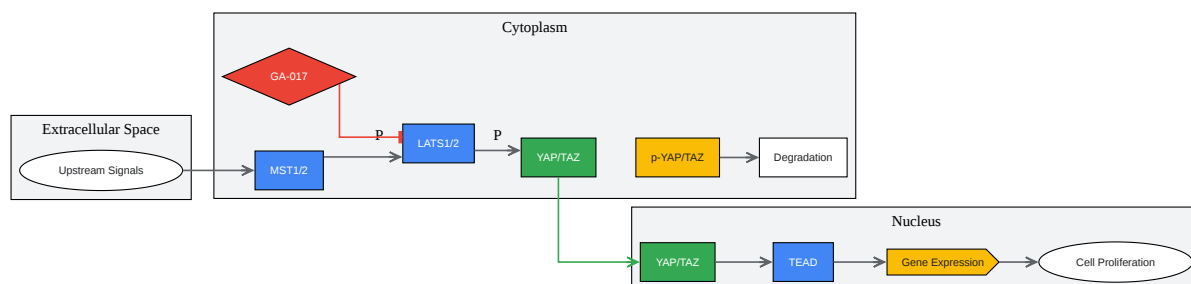 Cytoplasm
GA-017
Extracellular Space
Upstream Signals
MST1/2
P
LATS1/2
P
YAP/TAZ
p-YAP/TAZ
Degradation
Nucleus
YAP/TAZ
TEAD
Gene Expression
Cell Proliferation